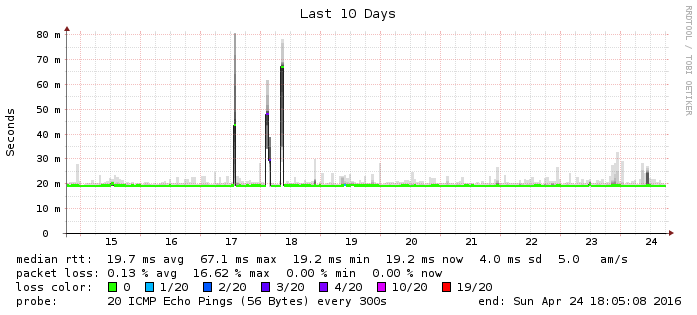 Last 10 Days
RRDTOOL / TOBI OETIKER
Seconds
80 m
70 m
60 m
50 m
40 m
30 m
20 m
10 m
0
15 16 17 18 19 20 21 22 23 24
median rtt: 19.7 ms avg 67.1 ms max 19.2 ms min 19.2 ms now 4.0 ms sd 5.0 am/s
packet loss: 0.13 % avg 16.62 % max 0.00 % min 0.00 % now
loss color: 0 1/20 2/20 3/20 4/20 10/20 19/20
probe: 20 ICMP Echo Pings (56 Bytes) every 300s end: Sun Apr 24 18:05:08 2016